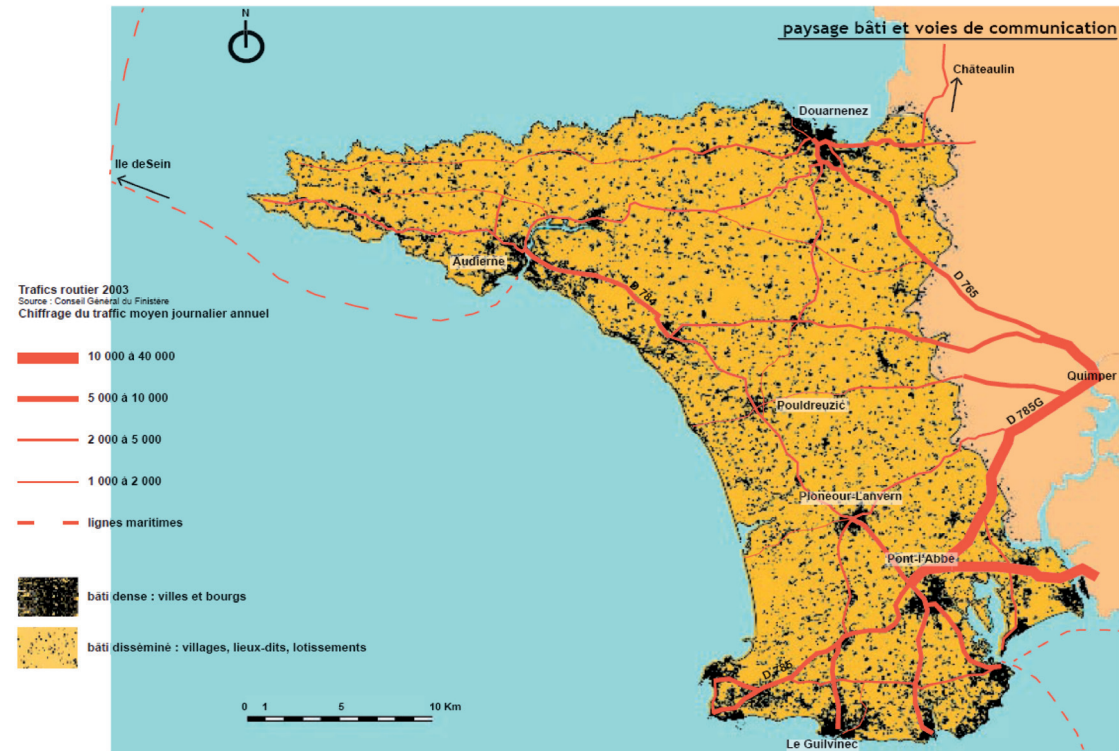 N
paysage bâti et voies de communication
Châteaulin
Douarnenez
Ile deSein
Audierne
D 784
D 765
Trafics routier 2003
Source : Conseil Général du Finistère
Chiffrage du traffic moyen journalier annuel
10 000 à 40 000
5 000 à 10 000
2 000 à 5 000
1 000 à 2 000
lignes maritimes
Quimper
Pouldreuzic
D 785G
Plonéour-Lanvern
Pont-l'Abbé
bâti dense : villes et bourgs
bâti disséminé : villages, lieux-dits, lotissements
D 785
0 1 5 10 Km
Le Guilvinec